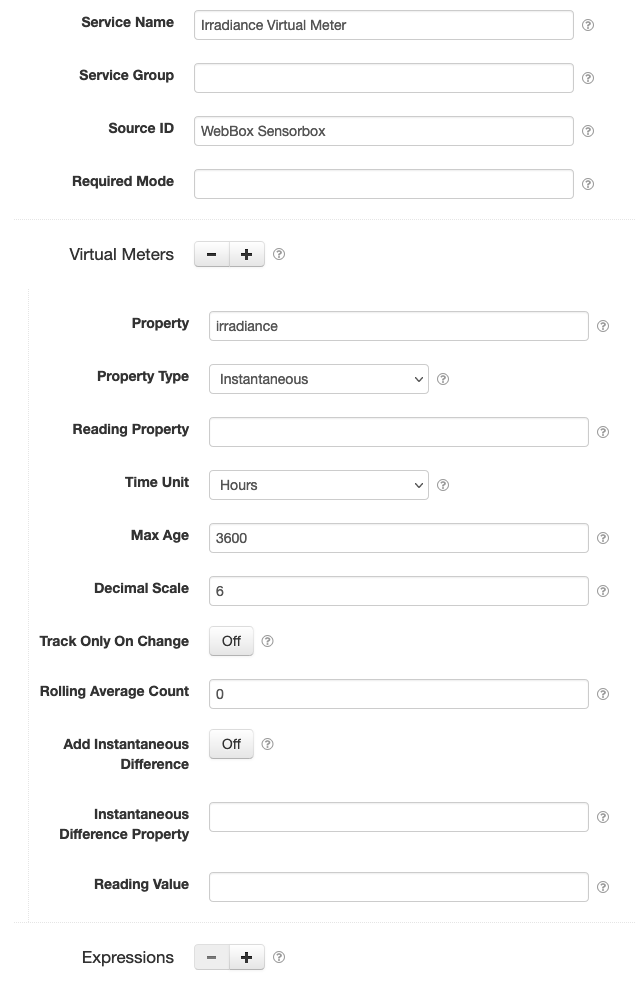 Service Name Irradiance Virtual Meter ?
Service Group ?
Source ID WebBox Sensorbox ?
Required Mode ?
Virtual Meters − + ?
Property irradiance ?
Property Type Instantaneous ?
Reading Property ?
Time Unit Hours ?
Max Age 3600 ?
Decimal Scale 6 ?
Track Only On Change Off ?
Rolling Average Count 0 ?
Add Instantaneous Off ?
Difference
Instantaneous ?
Difference Property
Reading Value ?
Expressions − + ?